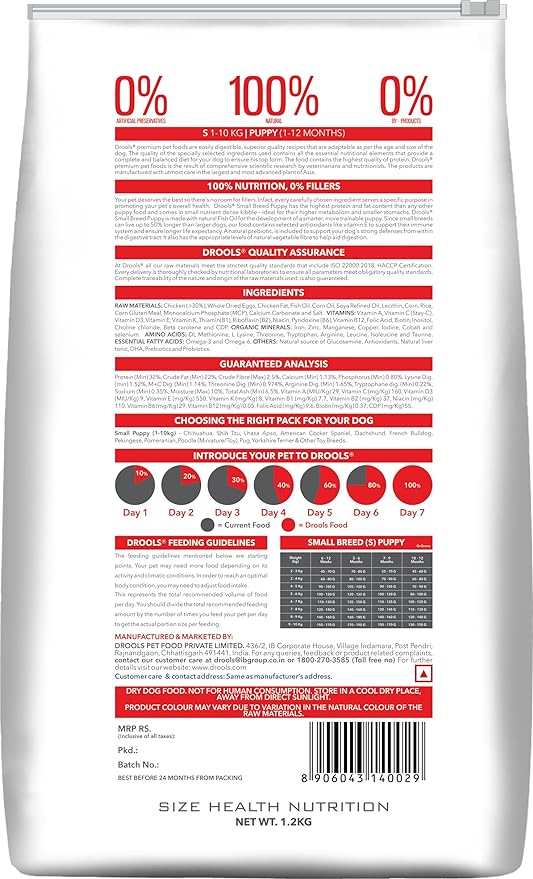 0% 100% 0%
ARTIFICIAL PRESERVATIVES NATURAL BY - PRODUCTS
S 1-10 KG | PUPPY (1-12 MONTHS)
Drools® premium pet foods are easily digestible, superior quality recipes that are adaptable as per the age and size of the
dog. The quality of the specially selected ingredients used contains all the essential nutritional elements that provide a
complete and balanced diet for your dog to ensure his top form. The food contains the highest quality of protein. Drools®
premium pet foods is the result of comprehensive scientific research by veterinarians and nutritionists. The products are
manufactured with utmost care in the largest and most advanced plant of Asia.
100% NUTRITION, 0% FILLERS
Your pet deserves the best so there's no room for fillers. Infact, every carefully chosen ingredient serves a specific purpose in
promoting your pet's overall health. Drools® Small Breed Puppy has the highest protein and fat content than any other
puppy food and comes in small nutrient dense kibble - ideal for their higher metabolism and smaller stomachs. Drools®
Small Breed Puppy is made with natural Fish Oil for the development of a smarter, more trainable puppy. Since small breeds
can live up to 50% longer than larger dogs, our food contains selected antioxidants like vitamin E to support their immune
system and ensure longer life expectancy. A natural prebiotic, is included to support your dog's strong defenses from within
the digestive tract. It also has the appropriate levels of natural vegetable fibre to help aid digestion.
DROOLS® QUALITY ASSURANCE
At Drools® all our raw materials meet the strictest quality standards that include ISO 22000:2018, HACCP Certification.
Every delivery is thoroughly checked by nutritional laboratories to ensure all parameters meet obligatory quality standards.
Complete traceability of the nature and origin of the raw materials used, is also guaranteed.
INGREDIENTS
RAW MATERIALS: Chicken (>30%), Whole Dried Eggs, Chicken Fat, Fish Oil, Corn Oil, Soya Refined Oil, Lecithin, Corn, Rice,
Corn Gluten Meal, Monocalcium Phosphate (MCP), Calcium Carbonate and Salt. VITAMINS: Vitamin A, Vitamin C (Stay-C),
Vitamin D3, Vitamin E, Vitamin K, Thiamin(B1), Riboflavin (B2), Niacin, Pyridoxine (B6), Vitamin B12, Folic Acid, Biotin, Inositol,
Choline chloride, Beta carotene and CDP. ORGANIC MINERALS: Iron, Zinc, Manganese, Copper, Iodine, Cobalt and
selenium. AMINO ACIDS: DL Methionine, L Lysine, Threonine, Tryptophan, Arginine, Leucine, Isoleucine and Taurine.
ESSENTIAL FATTY ACIDS: Omega-3 and Omega-6. OTHERS: Natural source of Glucosamine, Antioxidants, Natural liver
tonic, DHA, Prebiotics and Probiotics.
GUARANTEED ANALYSIS
Protein (Min) 32%, Crude Fat (Min) 22%, Crude Fibre (Max) 2.5%, Calcium (Min) 1.13%, Phosphorus (Min) 0.80%, Lysine Dig
(min) 1.52%, M+C Dig. (Min) 1.14%, Threonine Dig. (Min) 0.974%, Arginine Dig. (Min) 1.65%, Tryptophane dig. (Min) 0.22%,
Sodium (Min) 0.35%, Moisture (Max) 10%, Total Ash (Min) 6.5%, Vitamin A (IU/Kg) 29, Vitamin C (mg/Kg) 160, Vitamin D3
(IU/Kg) 9, Vitamin E (mg/Kg) 550, Vitamin K (mg/Kg) 8, Vitamin B1 (mg/Kg) 7.7, Vitamin B2 (mg/Kg) 37, Niacin (mg/Kg)
110, Vitamin B6 (mg/Kg) 29, Vitamin B12 (mg/Kg) 0.05 Folic Acid (mg/Kg) 9.6, Biotin (mg/Kg) 0.37, CDP (mg/Kg) 55.
CHOOSING THE RIGHT PACK FOR YOUR DOG
Small Puppy (1-10kg) - Chihuahua, Shih Tzu, Lhasa Apso, American Cocker Spaniel, Dachshund, French Bulldog,
Pekingese, Pomeranian, Poodle (Miniature/Toy), Pug, Yorkshire Terrier & Other Toy Breeds.
INTRODUCE YOUR PET TO DROOLS®
10% 20% 30% 40% 60% 80% 100%
Day 1 Day 2 Day 3 Day 4 Day 5 Day 6 Day 7
= Current Food = Drools Food
DROOLS® FEEDING GUIDELINES
The feeding guidelines mentioned below are starting
points. Your pet may need more food depending on its
activity and climatic conditions. In order to reach an optimal
body condition, you may need to adjust food intake.
This represents the total recommended volume of food
per day. You should divide the total recommended feeding
amount by the number of times you feed your pet per day
to get the actual portion size per feeding.
SMALL BREED (S) PUPPY
MANUFACTURED & MARKETED BY:
DROOLS PET FOOD PRIVATE LIMITED. 436/2, IB Corporate House, Village Indamara, Post Pendri,
Rajnandgaon, Chhattisgarh 491441, India. For any queries, feedback or product related complaints,
contact our customer care at drools@ibgroup.co.in or 1800-270-3585 (Toll free no) For further
details visit our website: www.drools.com
Customer care & contact address: Same as manufacturer's address.
DRY DOG FOOD. NOT FOR HUMAN CONSUMPTION. STORE IN A COOL DRY PLACE,
AWAY FROM DIRECT SUNLIGHT.
PRODUCT COLOUR MAY VARY DUE TO VARIATION IN THE NATURAL COLOUR OF THE
RAW MATERIALS.
MRP RS.
(Inclusive of all taxes):
Pkd.:
Batch No.:
BEST BEFORE 24 MONTHS FROM PACKING
8 906043 140029
SIZE HEALTH NUTRITION
NET WT. 1.2KG